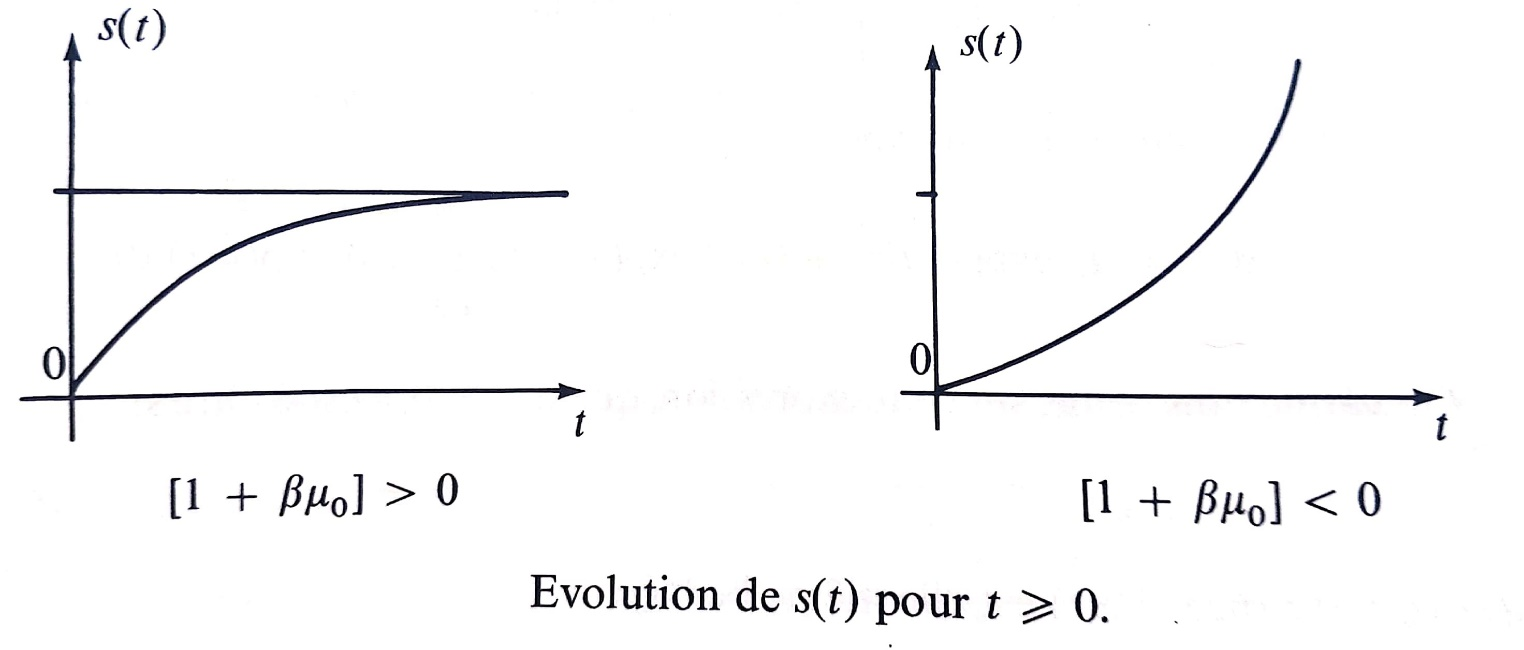 s(t)
0
t
[1 + βμ₀] > 0
s(t)
0
t
[1 + βμ₀] < 0
Evolution de s(t) pour t ⩾ 0.